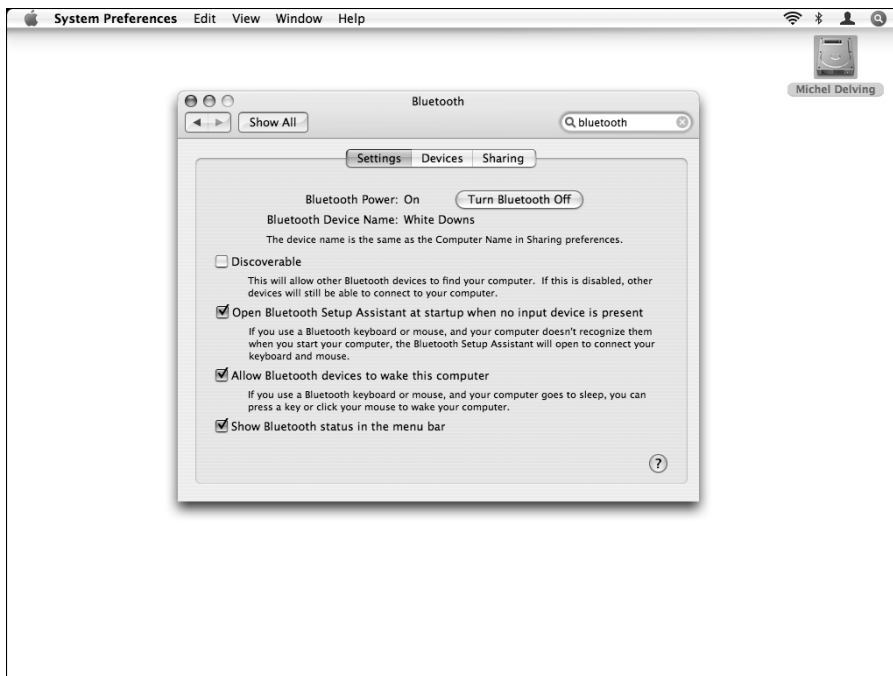 System Preferences Edit View Window Help
Michel Delving
Bluetooth
Show All
bluetooth
Settings Devices Sharing
Bluetooth Power: On Turn Bluetooth Off
Bluetooth Device Name: White Downs
The device name is the same as the Computer Name in Sharing preferences.
Discoverable
This will allow other Bluetooth devices to find your computer. If this is disabled, other
devices will still be able to connect to your computer.
Open Bluetooth Setup Assistant at startup when no input device is present
If you use a Bluetooth keyboard or mouse, and your computer doesn't recognize them
when you start your computer, the Bluetooth Setup Assistant will open to connect your
keyboard and mouse.
Allow Bluetooth devices to wake this computer
If you use a Bluetooth keyboard or mouse, and your computer goes to sleep, you can
press a key or click your mouse to wake your computer.
Show Bluetooth status in the menu bar
?